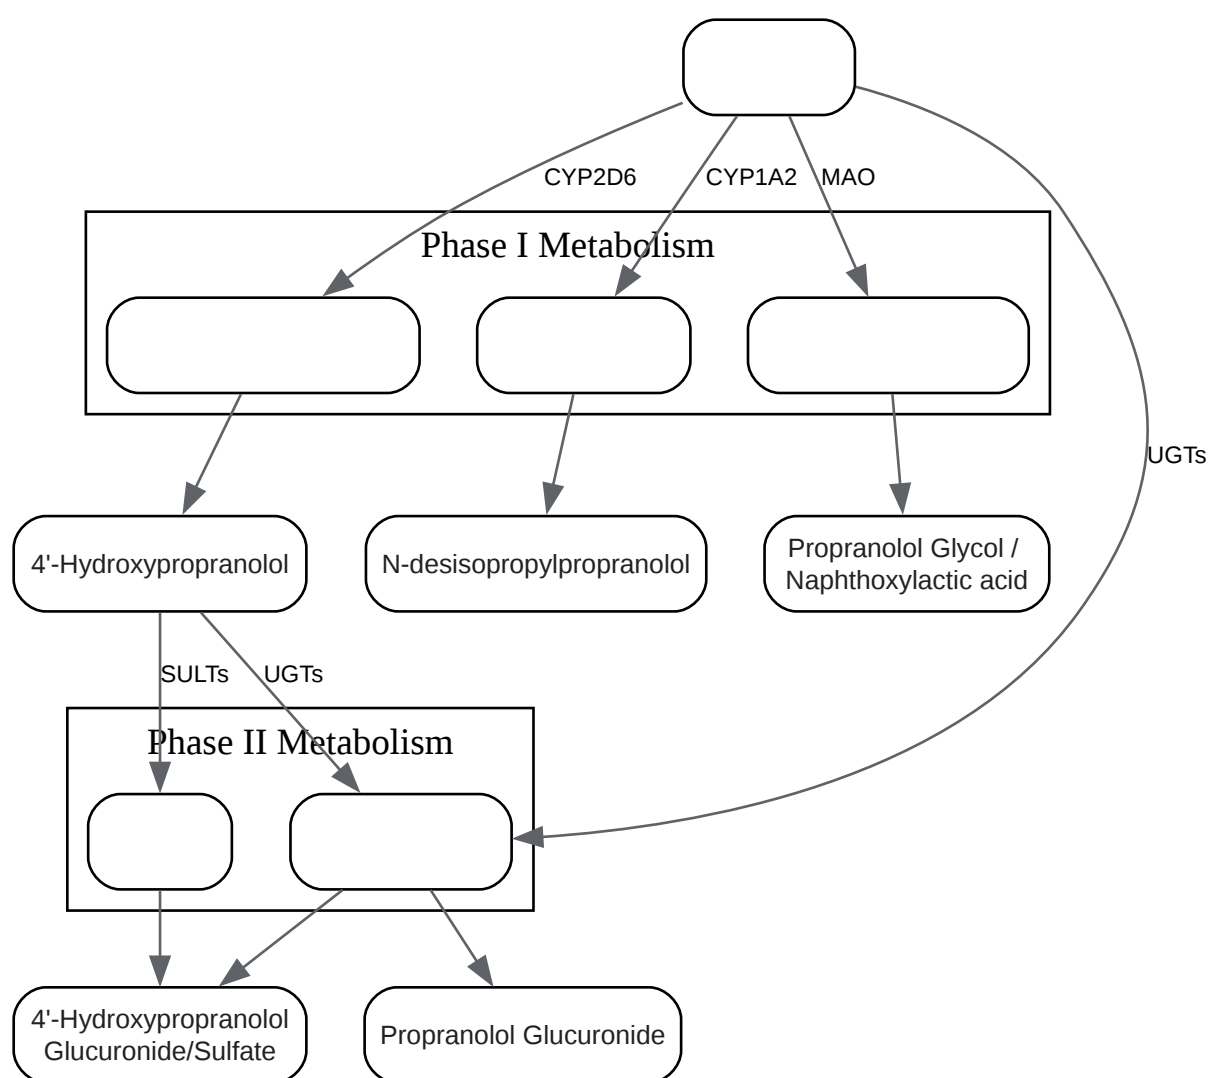 CYP2D6
CYP1A2
MAO
Phase I Metabolism
UGTs
4'-Hydroxypropranolol
N-desisopropylpropranolol
Propranolol Glycol /
Naphthoxylactic acid
SULTs
UGTs
Phase II Metabolism
4'-Hydroxypropranolol
Glucuronide/Sulfate
Propranolol Glucuronide